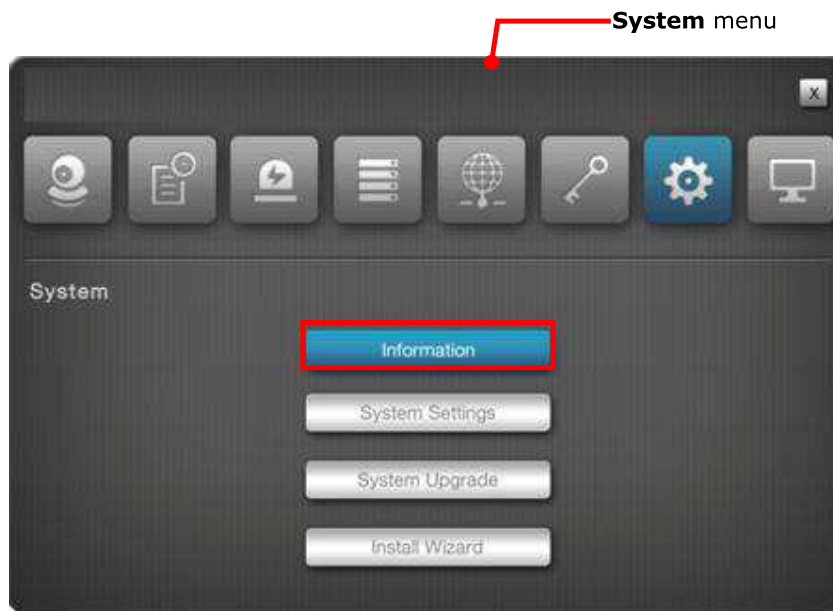 System menu
X
System
Information
System Settings
System Upgrade
Install Wizard